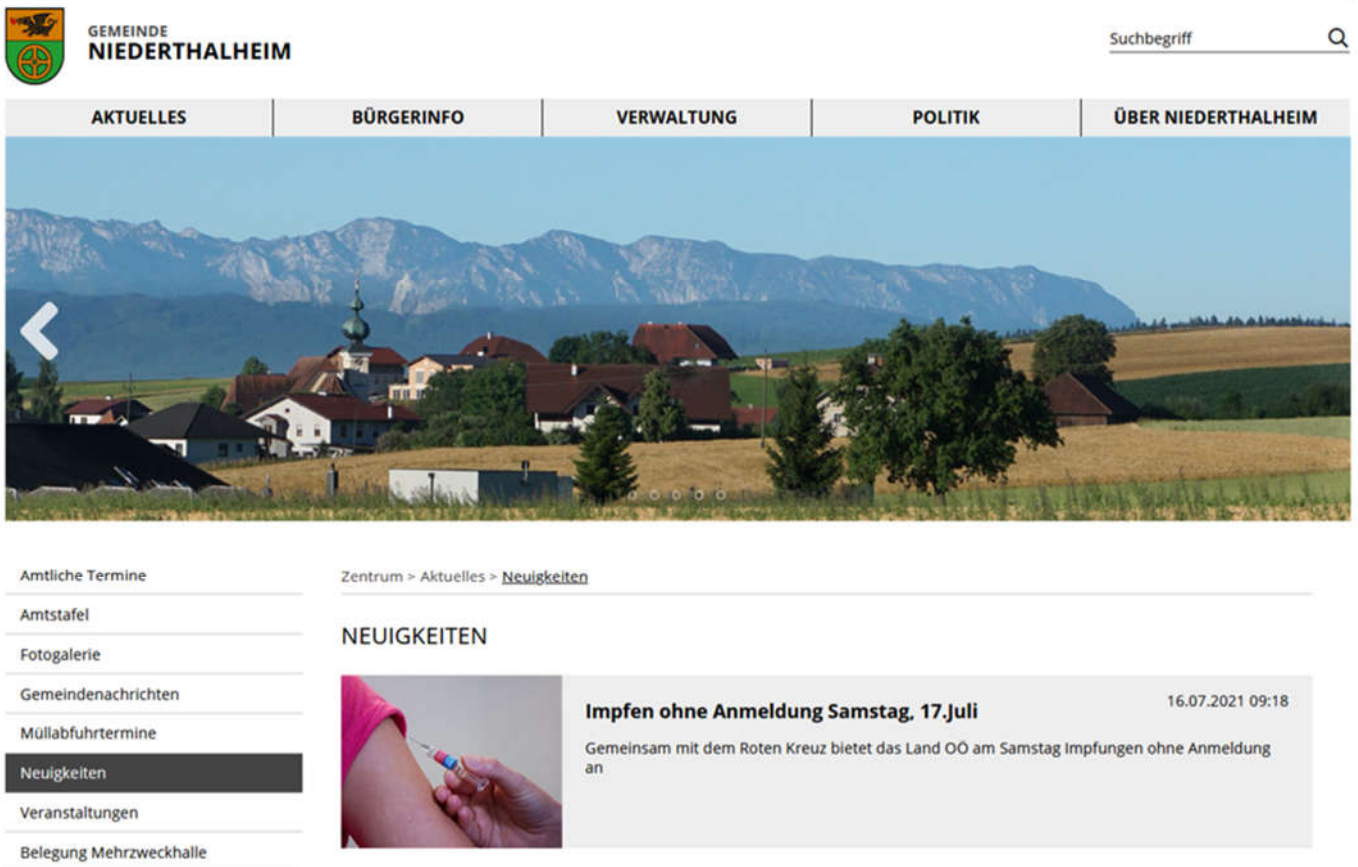 GEMEINDE
NIEDERTHALHEIM
Suchbegriff
AKTUELLES
BÜRGERINFO
VERWALTUNG
POLITIK
ÜBER NIEDERTHALHEIM
Amtliche Termine
Amtstafel
Fotogalerie
Gemeindenachrichten
Müllabfuhrtermine
Neuigkeiten
Veranstaltungen
Belegung Mehrzweckhalle
Zentrum > Aktuelles > Neuigkeiten
NEUIGKEITEN
Impfen ohne Anmeldung Samstag, 17.Juli
16.07.2021 09:18
Gemeinsam mit dem Roten Kreuz bietet das Land OÖ am Samstag Impfungen ohne Anmeldung
an